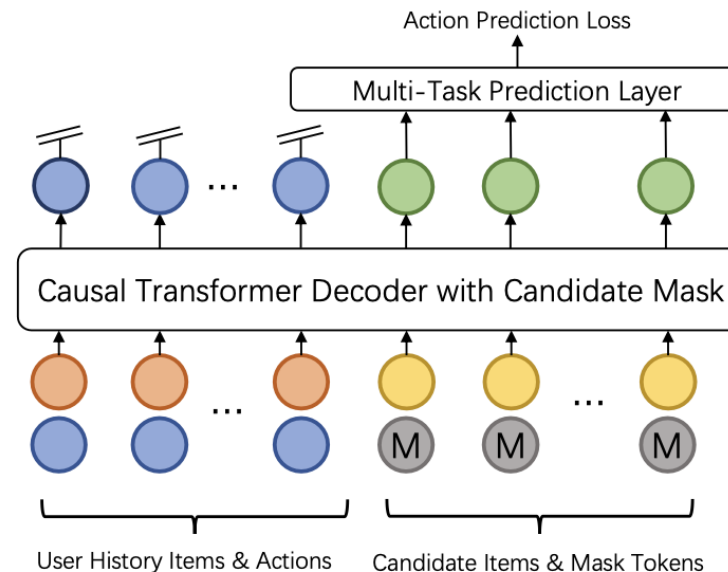 Action Prediction Loss
Multi-Task Prediction Layer
...
Causal Transformer Decoder with Candidate Mask
... ...
M M M
User History Items & Actions
Candidate Items & Mask Tokens